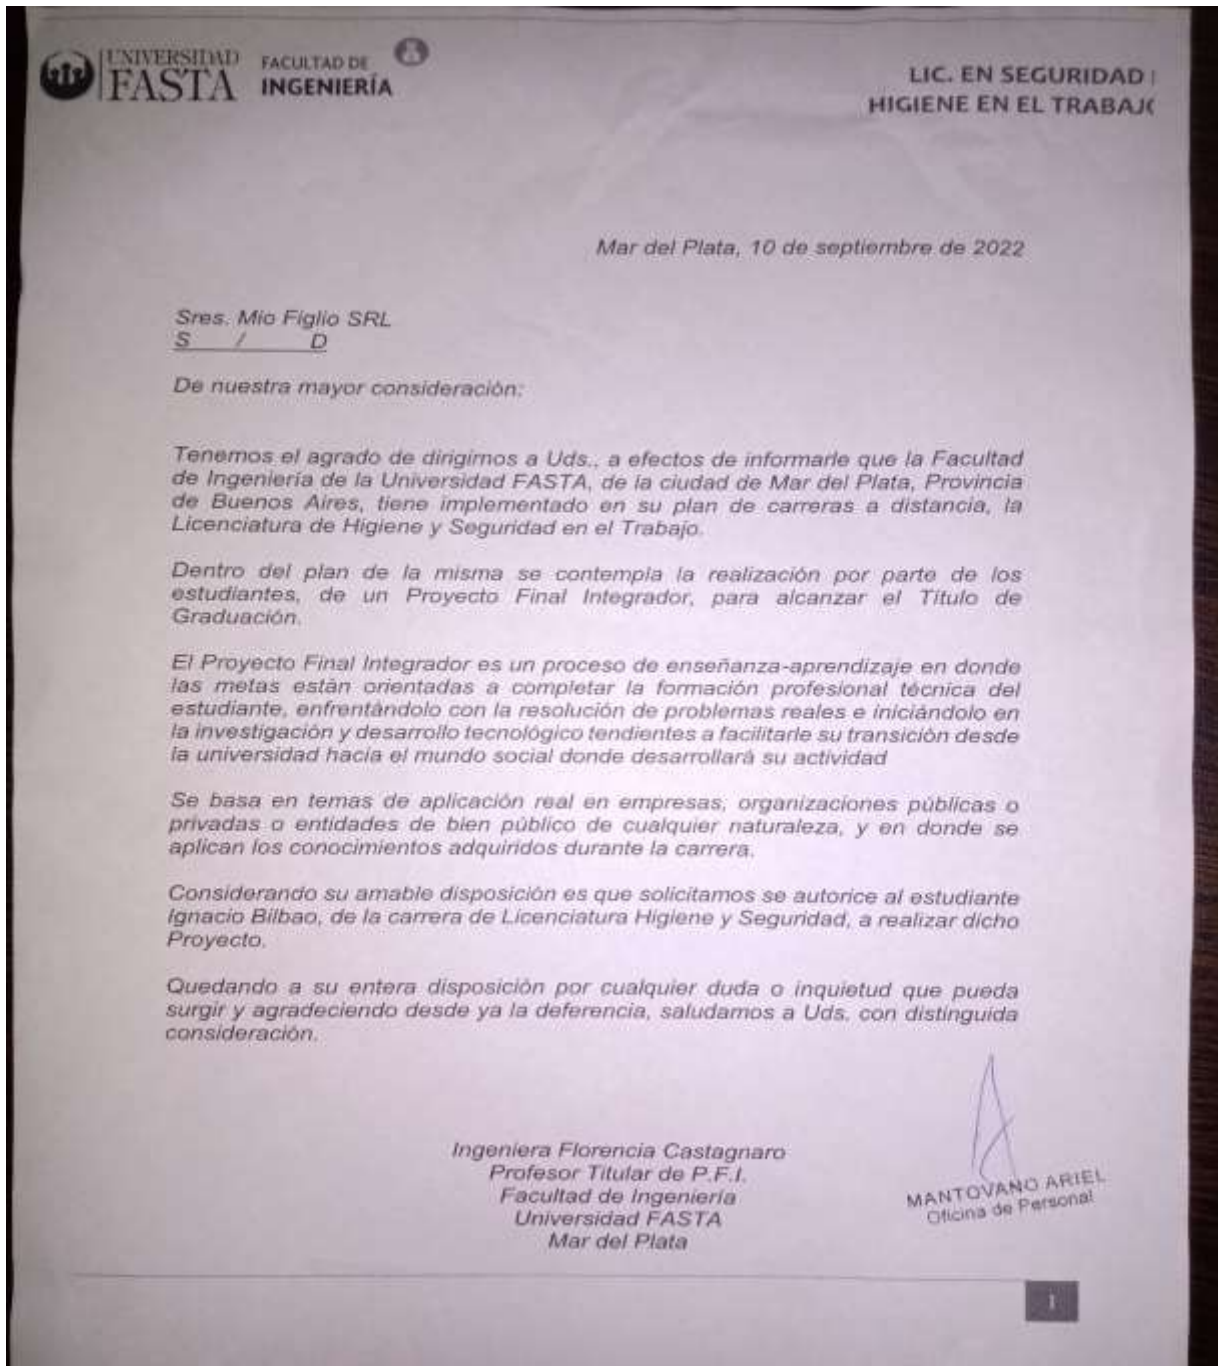 UNIVERSIDAD
FASTA
FACULTAD DE
INGENIERÍA
LIC. EN SEGURIDAD
HIGIENE EN EL TRABAJO
Mar del Plata, 10 de septiembre de 2022
Sres. Mio Figlio SRL
S / D
De nuestra mayor consideración:
Tenemos el agrado de dirigirnos a Uds., a efectos de informarle que la Facultad
de Ingeniería de la Universidad FASTA, de la ciudad de Mar del Plata, Provincia
de Buenos Aires, tiene implementado en su plan de carreras a distancia, la
Licenciatura de Higiene y Seguridad en el Trabajo.
Dentro del plan de la misma se contempla la realización por parte de los
estudiantes, de un Proyecto Final Integrador, para alcanzar el Título de
Graduación.
El Proyecto Final Integrador es un proceso de enseñanza-aprendizaje en donde
las metas están orientadas a completar la formación profesional técnica del
estudiante, enfrentándolo con la resolución de problemas reales e iniciándolo en
la investigación y desarrollo tecnológico tendientes a facilitarle su transición desde
la universidad hacía el mundo social donde desarrollará su actividad
Se basa en temas de aplicación real en empresas, organizaciones públicas o
privadas o entidades de bien público de cualquier naturaleza, y en donde se
aplican los conocimientos adquiridos durante la carrera.
Considerando su amable disposición es que solicitamos se autorice al estudiante
Ignacio Bilbao, de la carrera de Licenciatura Higiene y Seguridad, a realizar dicho
Proyecto.
Quedando a su entera disposición por cualquier duda o inquietud que pueda
surgir y agradeciendo desde ya la deferencia, saludamos a Uds. con distinguida
consideración.
Ingeniera Florencia Castagnaro
Profesor Titular de P.F.I.
Facultad de Ingeniería
Universidad FASTA
Mar del Plata
MANTOVANO ARIEL
Oficina de Personal
1